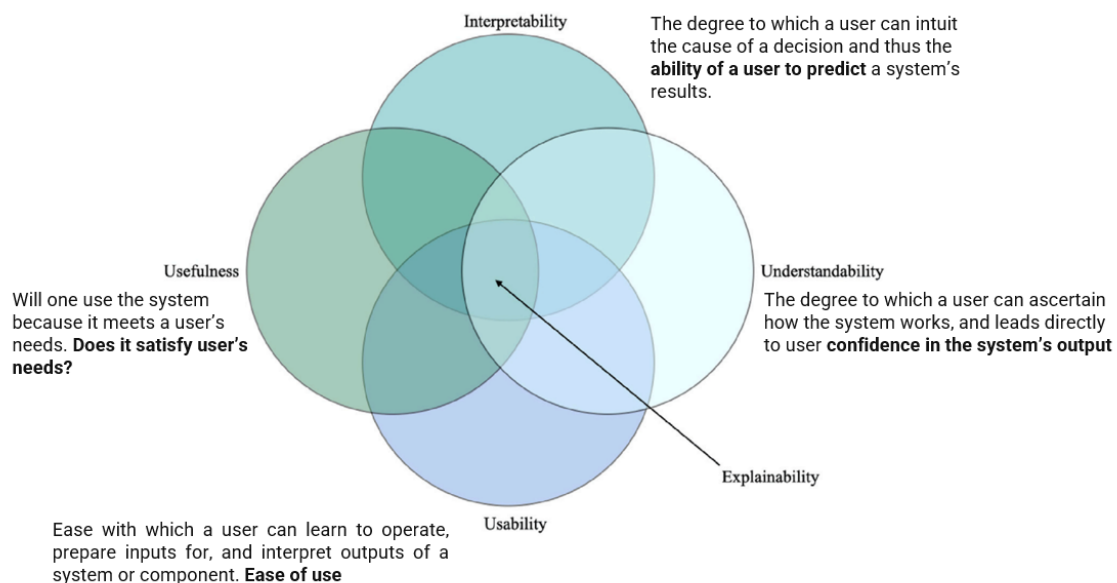 Interpretability
The degree to which a user can intuit
the cause of a decision and thus the
ability of a user to predict a system’s
results.
Usefulness
Will one use the system
because it meets a user’s
needs. Does it satisfy user’s
needs?
Understandability
The degree to which a user can ascertain
how the system works, and leads directly
to user confidence in the system’s output
Explainability
Usability
Ease with which a user can learn to operate,
prepare inputs for, and interpret outputs of a
system or component. Ease of use